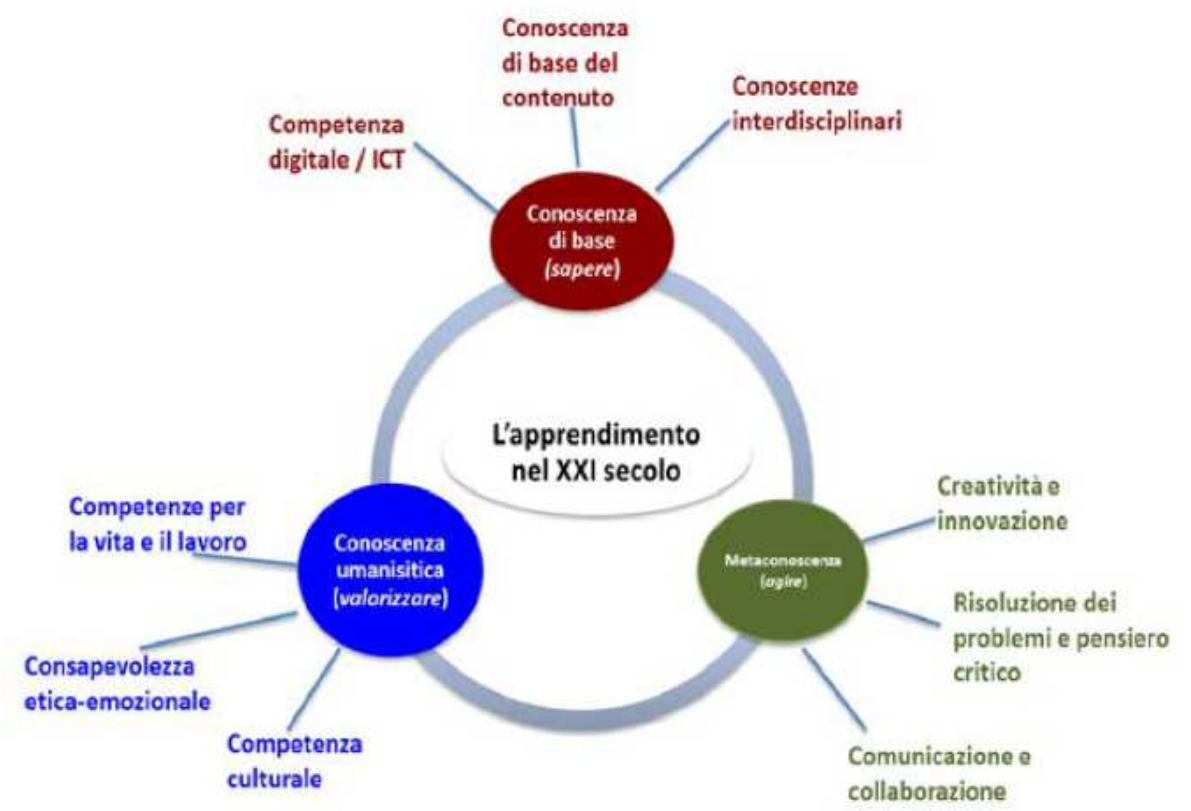 Conoscenza
di base del
contenuto
Conoscenze
interdisciplinari
Competenza
digitale / ICT
Conoscenza
di base
(sapere)
L'apprendimento
nel XXI secolo
Competenze per
la vita e il lavoro
Conoscenza
umanisitica
(valorizzare)
Consapevolezza
etica-emozionale
Competenza
culturale
Metaconoscenza
(agire)
Creatività e
innovazione
Risoluzione dei
problemi e pensiero
critico
Comunicazione e
collaborazione